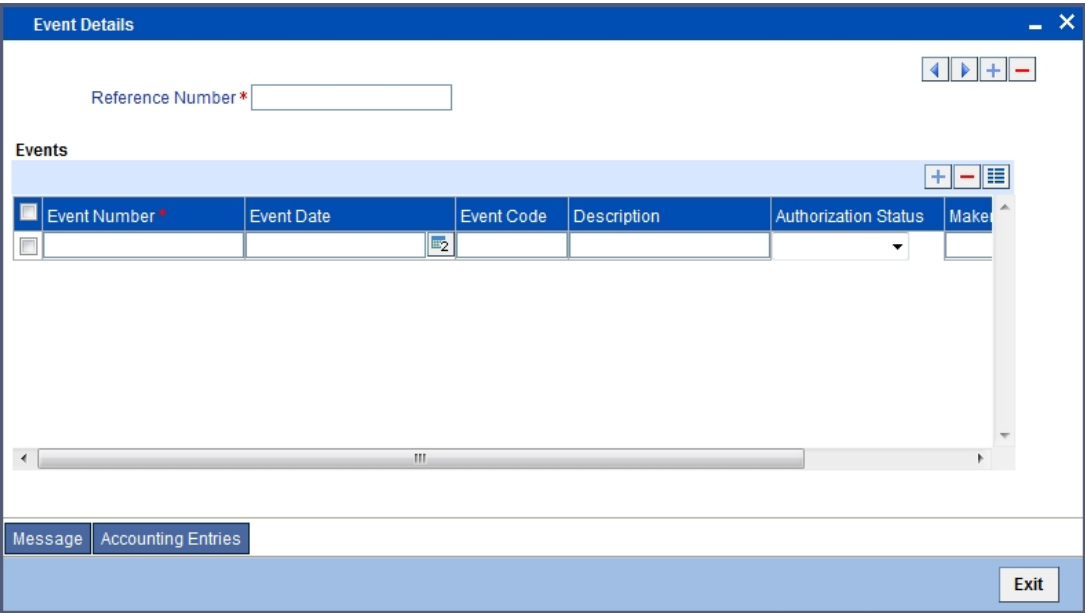 Event Details
Reference Number *
Events
Event Number * Event Date Event Code Description Authorization Status Maker
2
Message Accounting Entries
Exit